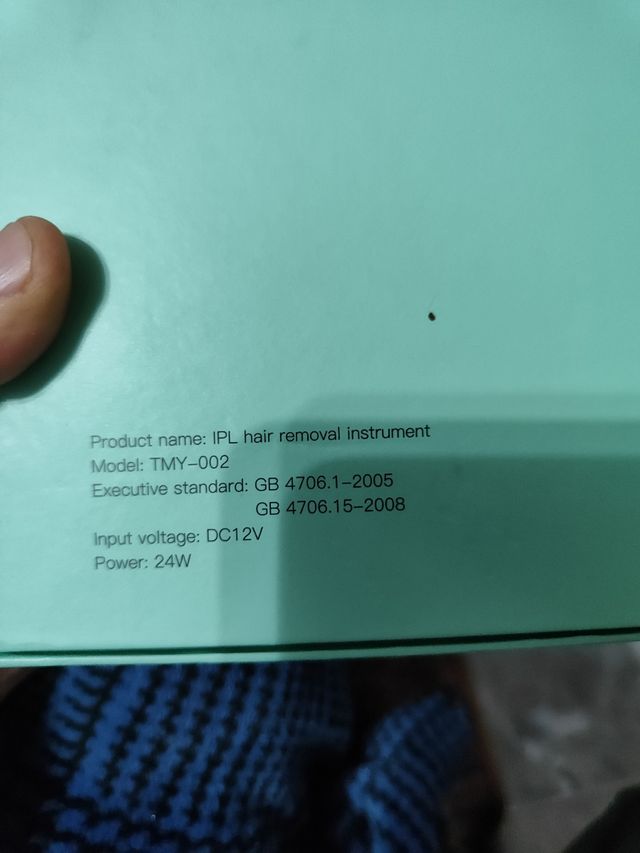 Product name: IPL hair removal instrument
Model: TMY-002
Executive standard: GB 4706.1-2005
GB 4706.15-2008
Input voltage: DC12V
Power: 24W